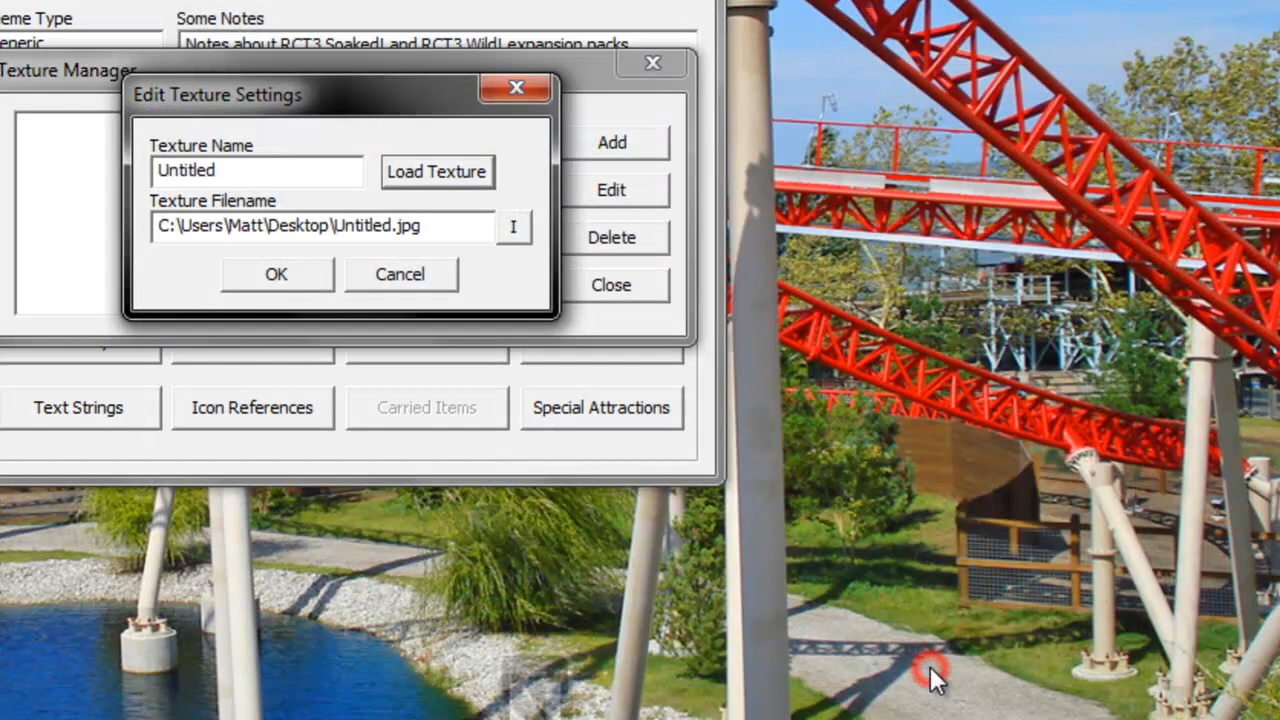 eme Type
Some Notes
eneric
Notes about RCT3 Soaked! and RCT3 Wild! expansion packs
Texture Manager
Edit Texture Settings
Texture Name
Untitled
Load Texture
Texture Filename
C:\Users\Matt\Desktop\Untitled.jpg
I
OK
Cancel
Add
Edit
Delete
Close
Text Strings
Icon References
Carried Items
Special Attractions